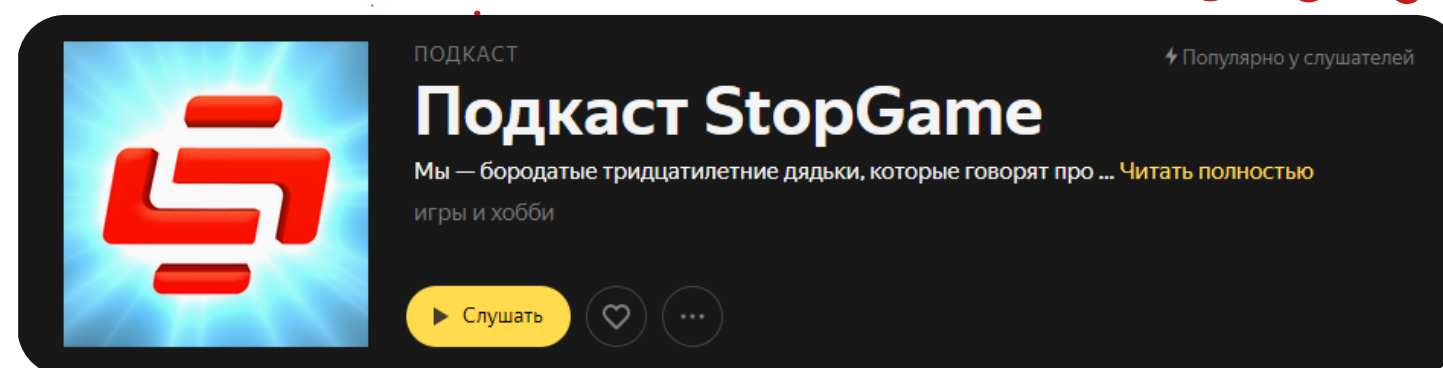 ПОДКАСТ
Популярно у слушателей
Подкаст StopGame
Мы — бородатые тридцатилетние дядьки, которые говорят про ... Читать полностью
игры и хобби
Слушать